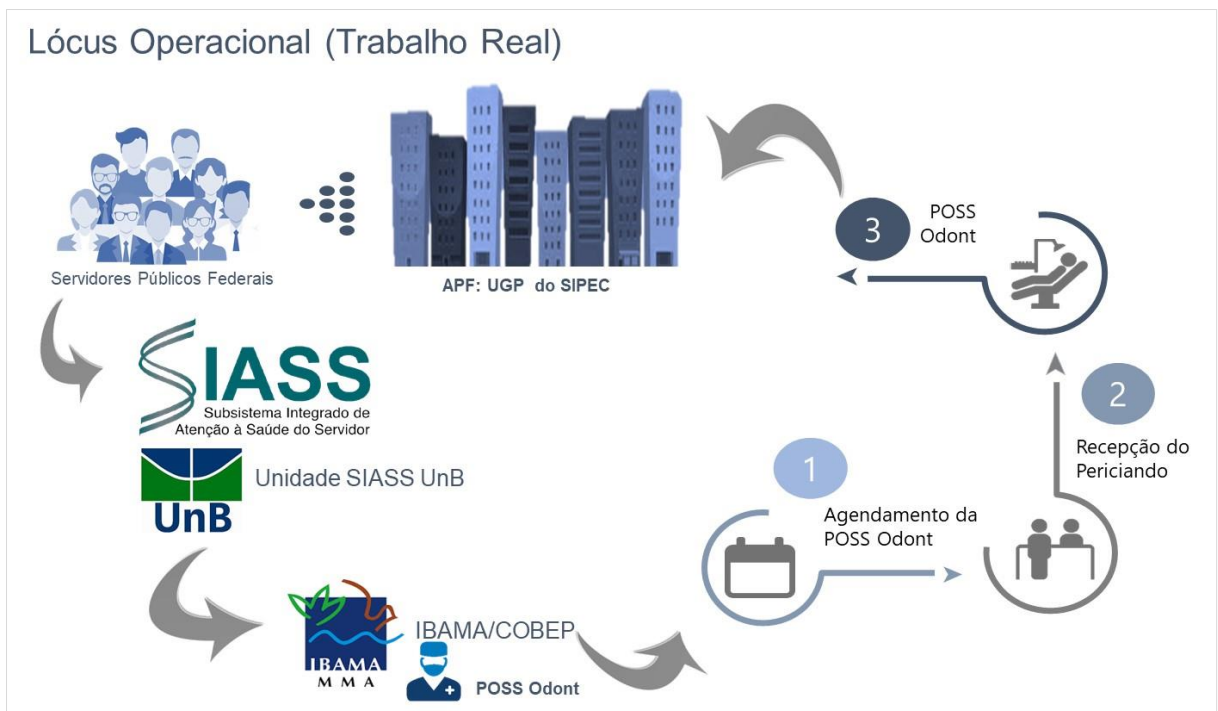 Lócus Operacional (Trabalho Real)
Servidores Públicos Federais
APF: UGP do SIPEC
3
POSS
Odont
SIASS
Subsistema Integrado de
Atenção à Saúde do Servidor
2
Recepção do
Periciando
UnB
Unidade SIASS UnB
1
Agendamento da
POSS Odont
IBAMA
MMA
IBAMA/COBEP
POSS Odont